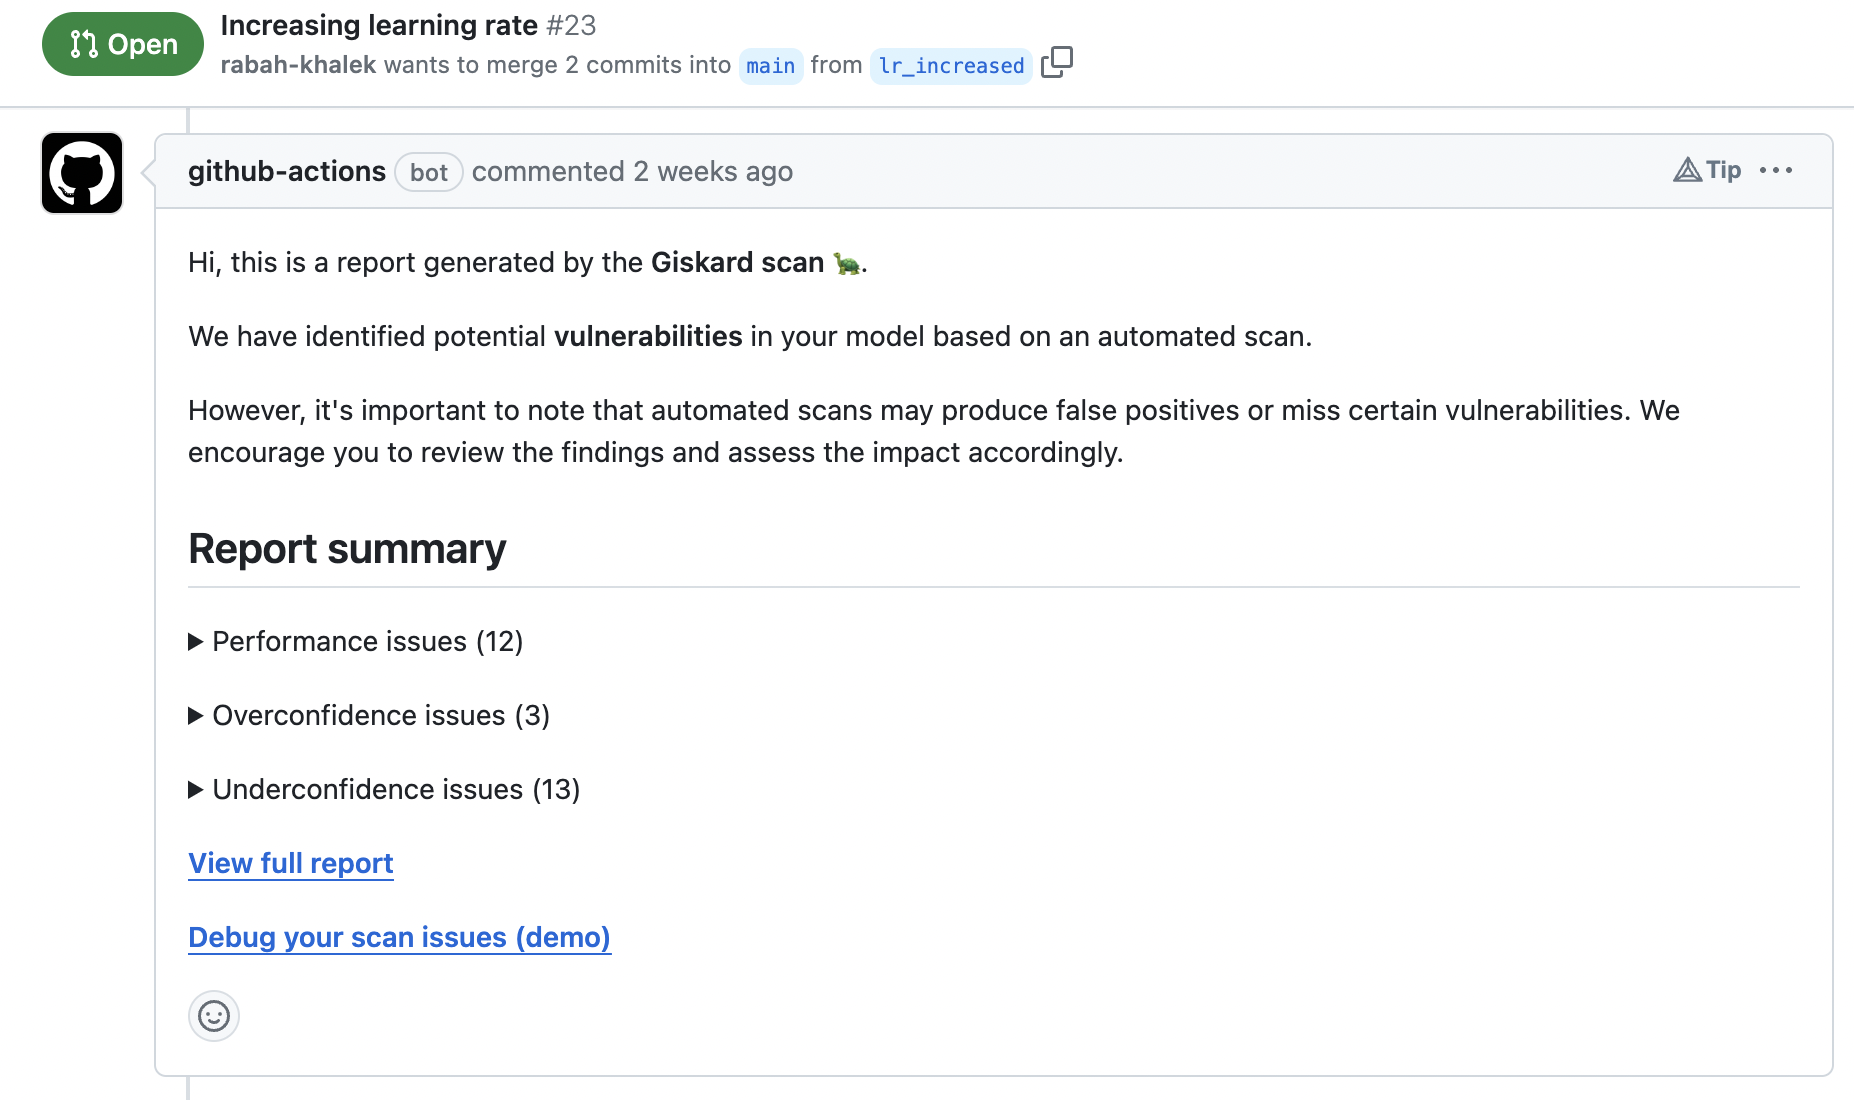 Open
Increasing learning rate #23
rabah-khalek wants to merge 2 commits into main from lr_increased
github-actions bot commented 2 weeks ago
Tip
Hi, this is a report generated by the Giskard scan 🐢.
We have identified potential vulnerabilities in your model based on an automated scan.
However, it's important to note that automated scans may produce false positives or miss certain vulnerabilities. We
encourage you to review the findings and assess the impact accordingly.
Report summary
Performance issues (12)
Overconfidence issues (3)
Underconfidence issues (13)
View full report
Debug your scan issues (demo)